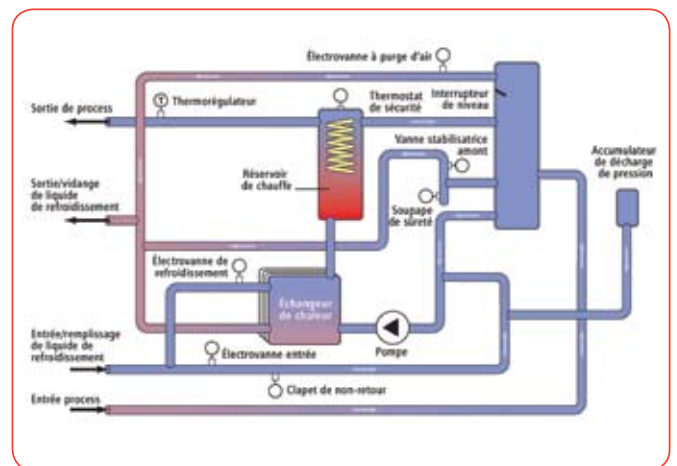 Électrovanne à purge d'air
Sortie de process
T
Thermorégulateur
Thermostat
de sécurité
Interrupteur
de niveau
Vanne stabilisatrice
amont
Accumulateur
de décharge
de pression
Réservoir
de chauffe
Sortie/vidange
de liquide
de refroidissement
Soupape
de sûreté
Électrovanne de
refroidissement
Échangeur
de chaleur
Entrée/remplissage
de liquide de
refroidissement
Électrovanne entrée
Pompe
Clapet de non-retour
Entrée process